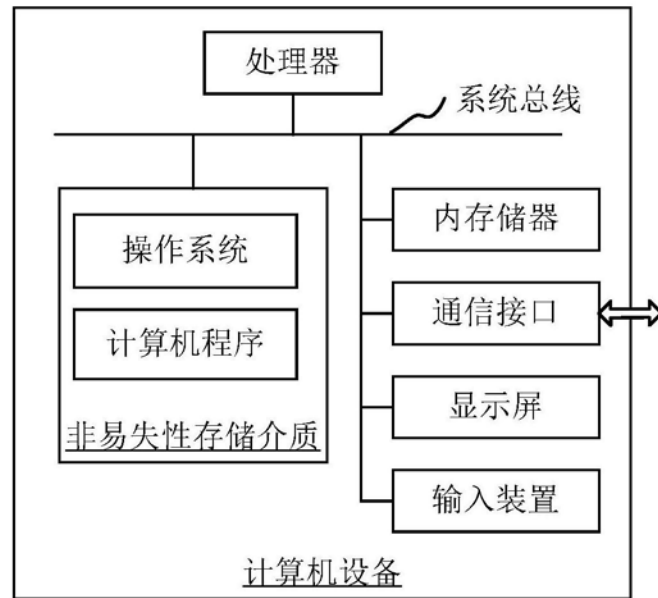 处理器
系统总线
操作系统
计算机程序
非易失性存储介质
内存储器
通信接口
显示屏
输入装置
计算机设备